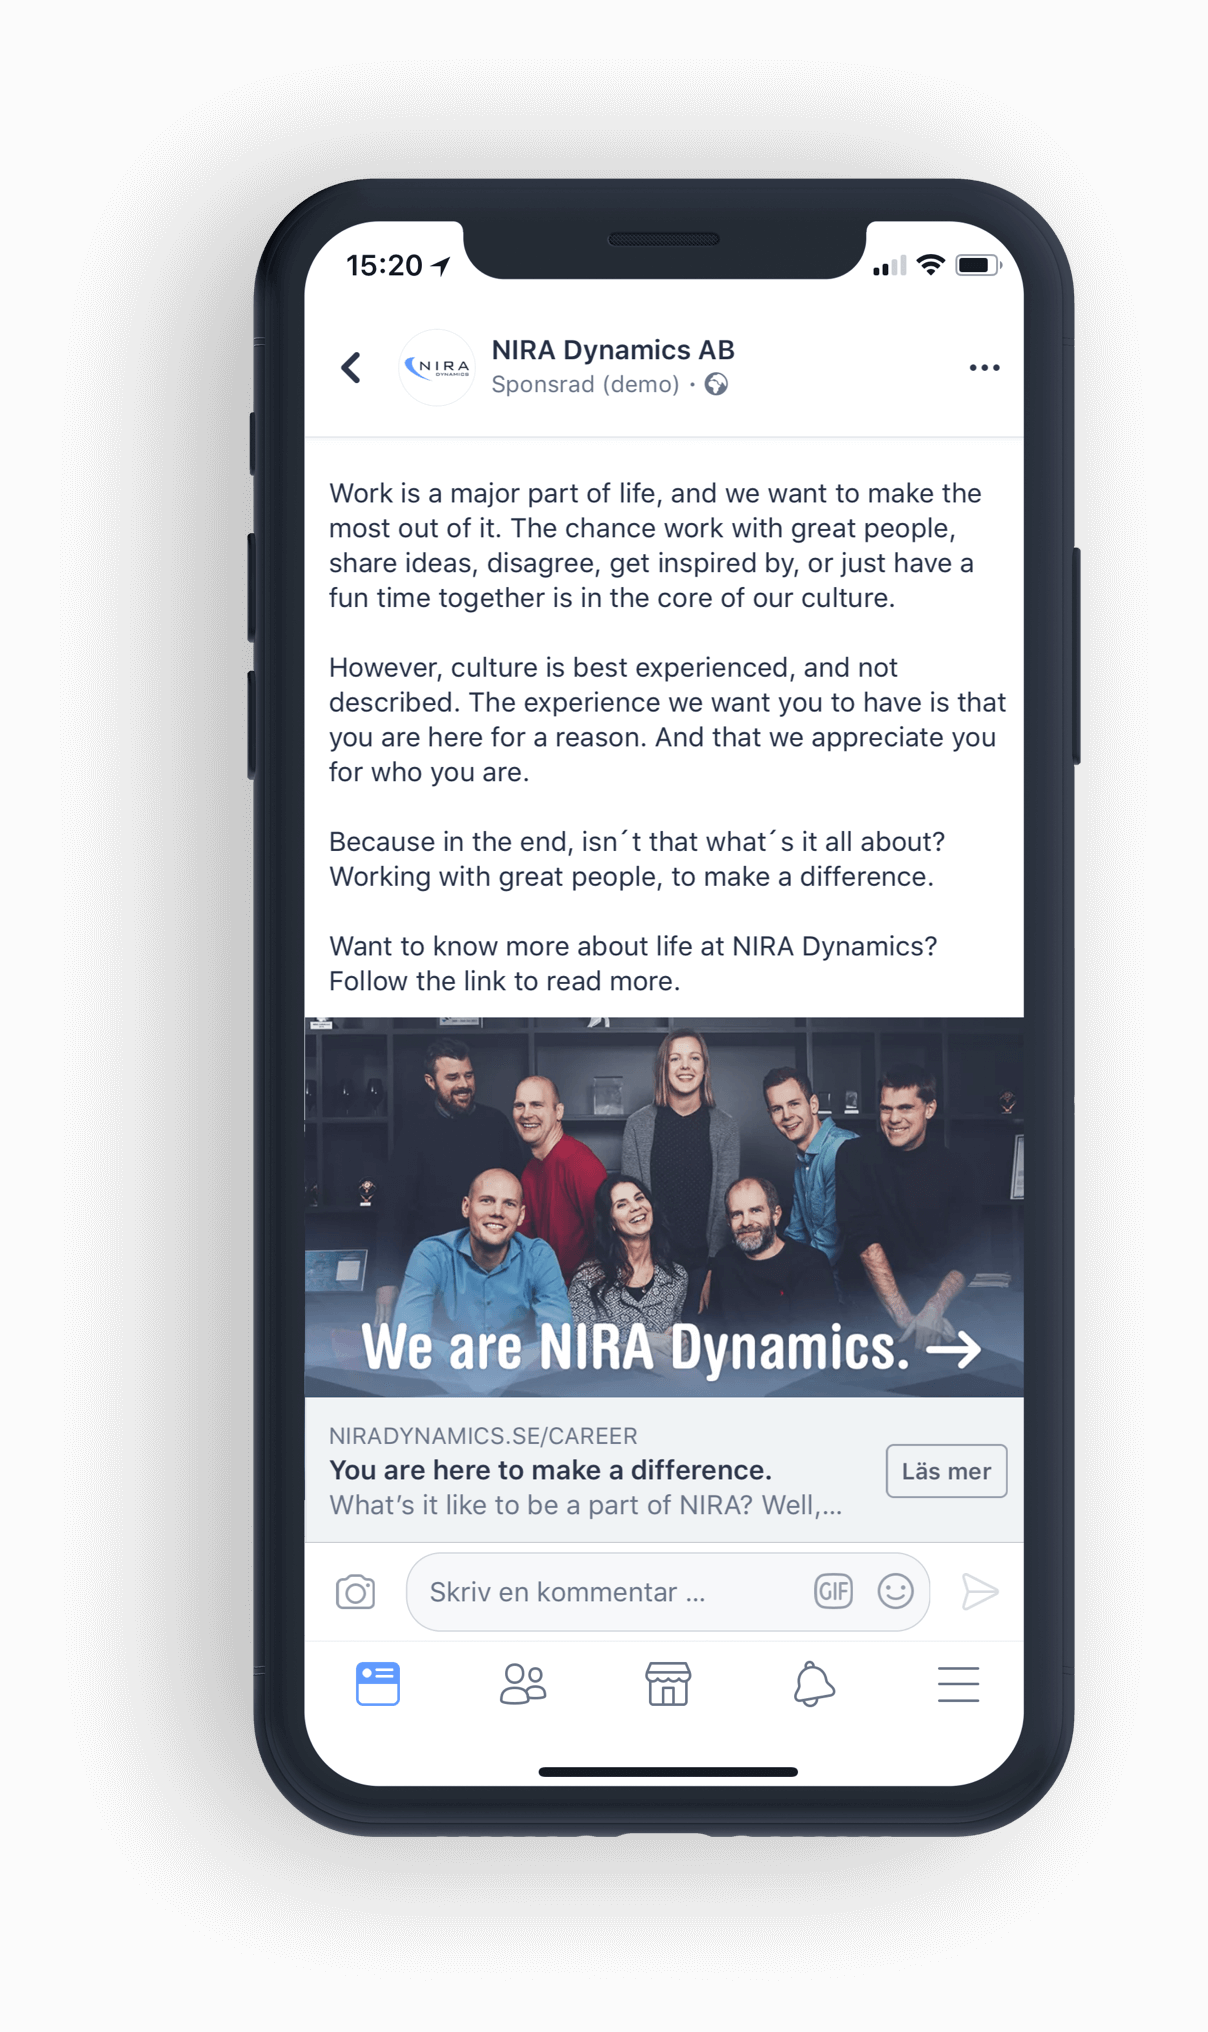 15:20
NIRA
DYNAMICS
NIRA Dynamics AB
Sponsrad (demo) ·
Work is a major part of life, and we want to make the
most out of it. The chance work with great people,
share ideas, disagree, get inspired by, or just have a
fun time together is in the core of our culture.
However, culture is best experienced, and not
described. The experience we want you to have is that
you are here for a reason. And that we appreciate you
for who you are.
Because in the end, isn´t that what´s it all about?
Working with great people, to make a difference.
Want to know more about life at NIRA Dynamics?
Follow the link to read more.
We are NIRA Dynamics. →
NIRADYNAMICS.SE/CAREER
You are here to make a difference.
What’s it like to be a part of NIRA? Well,...
Läs mer
Skriv en kommentar ...
GIF